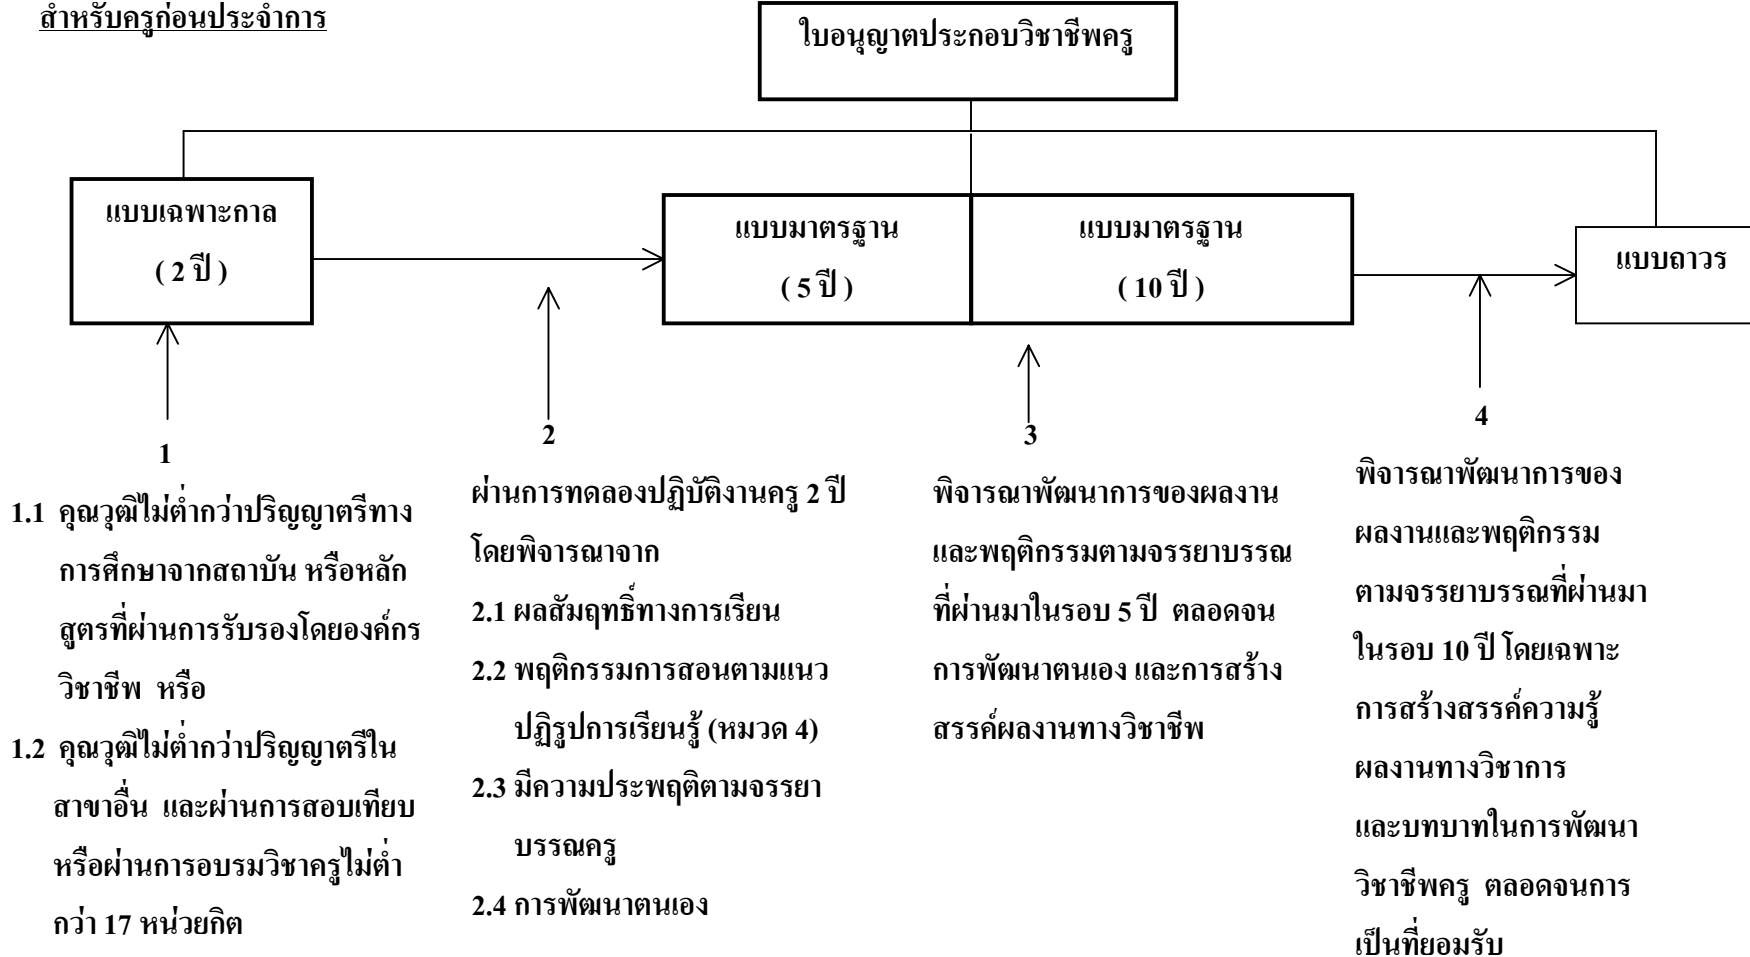 สำหรับครูก่อนประจำการ
ใบอนุญาตประกอบวิชาชีพครู
แบบเฉพาะกาล
( 2 ปี )
แบบมาตรฐาน
( 5 ปี )
แบบมาตรฐาน
( 10 ปี )
แบบถาวร
1
1.1 คุณวุฒิไม่ต่ำกว่าปริญญาตรีทาง
การศึกษาจากสถาบัน หรือหลัก
สูตรที่ผ่านการรับรองโดยองค์กร
วิชาชีพ หรือ
1.2 คุณวุฒิไม่ต่ำกว่าปริญญาตรีใน
สาขาอื่น และผ่านการสอบเทียบ
หรือผ่านการอบรมวิชาครูไม่ต่ำ
กว่า 17 หน่วยกิต
2
ผ่านการทดลองปฏิบัติงานครู 2 ปี
โดยพิจารณาจาก
2.1 ผลสัมฤทธิ์ทางการเรียน
2.2 พฤติกรรมการสอนตามแนว
ปฏิรูปการเรียนรู้ (หมวด 4)
2.3 มีความประพฤติตามจรรยา
บรรณครู
2.4 การพัฒนาตนเอง
3
พิจารณาพัฒนาการของผลงาน
และพฤติกรรมตามจรรยาบรรณ
ที่ผ่านมาในรอบ 5 ปี ตลอดจน
การพัฒนาตนเอง และการสร้าง
สรรค์ผลงานทางวิชาชีพ
4
พิจารณาพัฒนาการของ
ผลงานและพฤติกรรม
ตามจรรยาบรรณที่ผ่านมา
ในรอบ 10 ปี โดยเฉพาะ
การสร้างสรรค์ความรู้
ผลงานทางวิชาการ
และบทบาทในการพัฒนา
วิชาชีพครู ตลอดจนการ
เป็นที่ยอมรับ